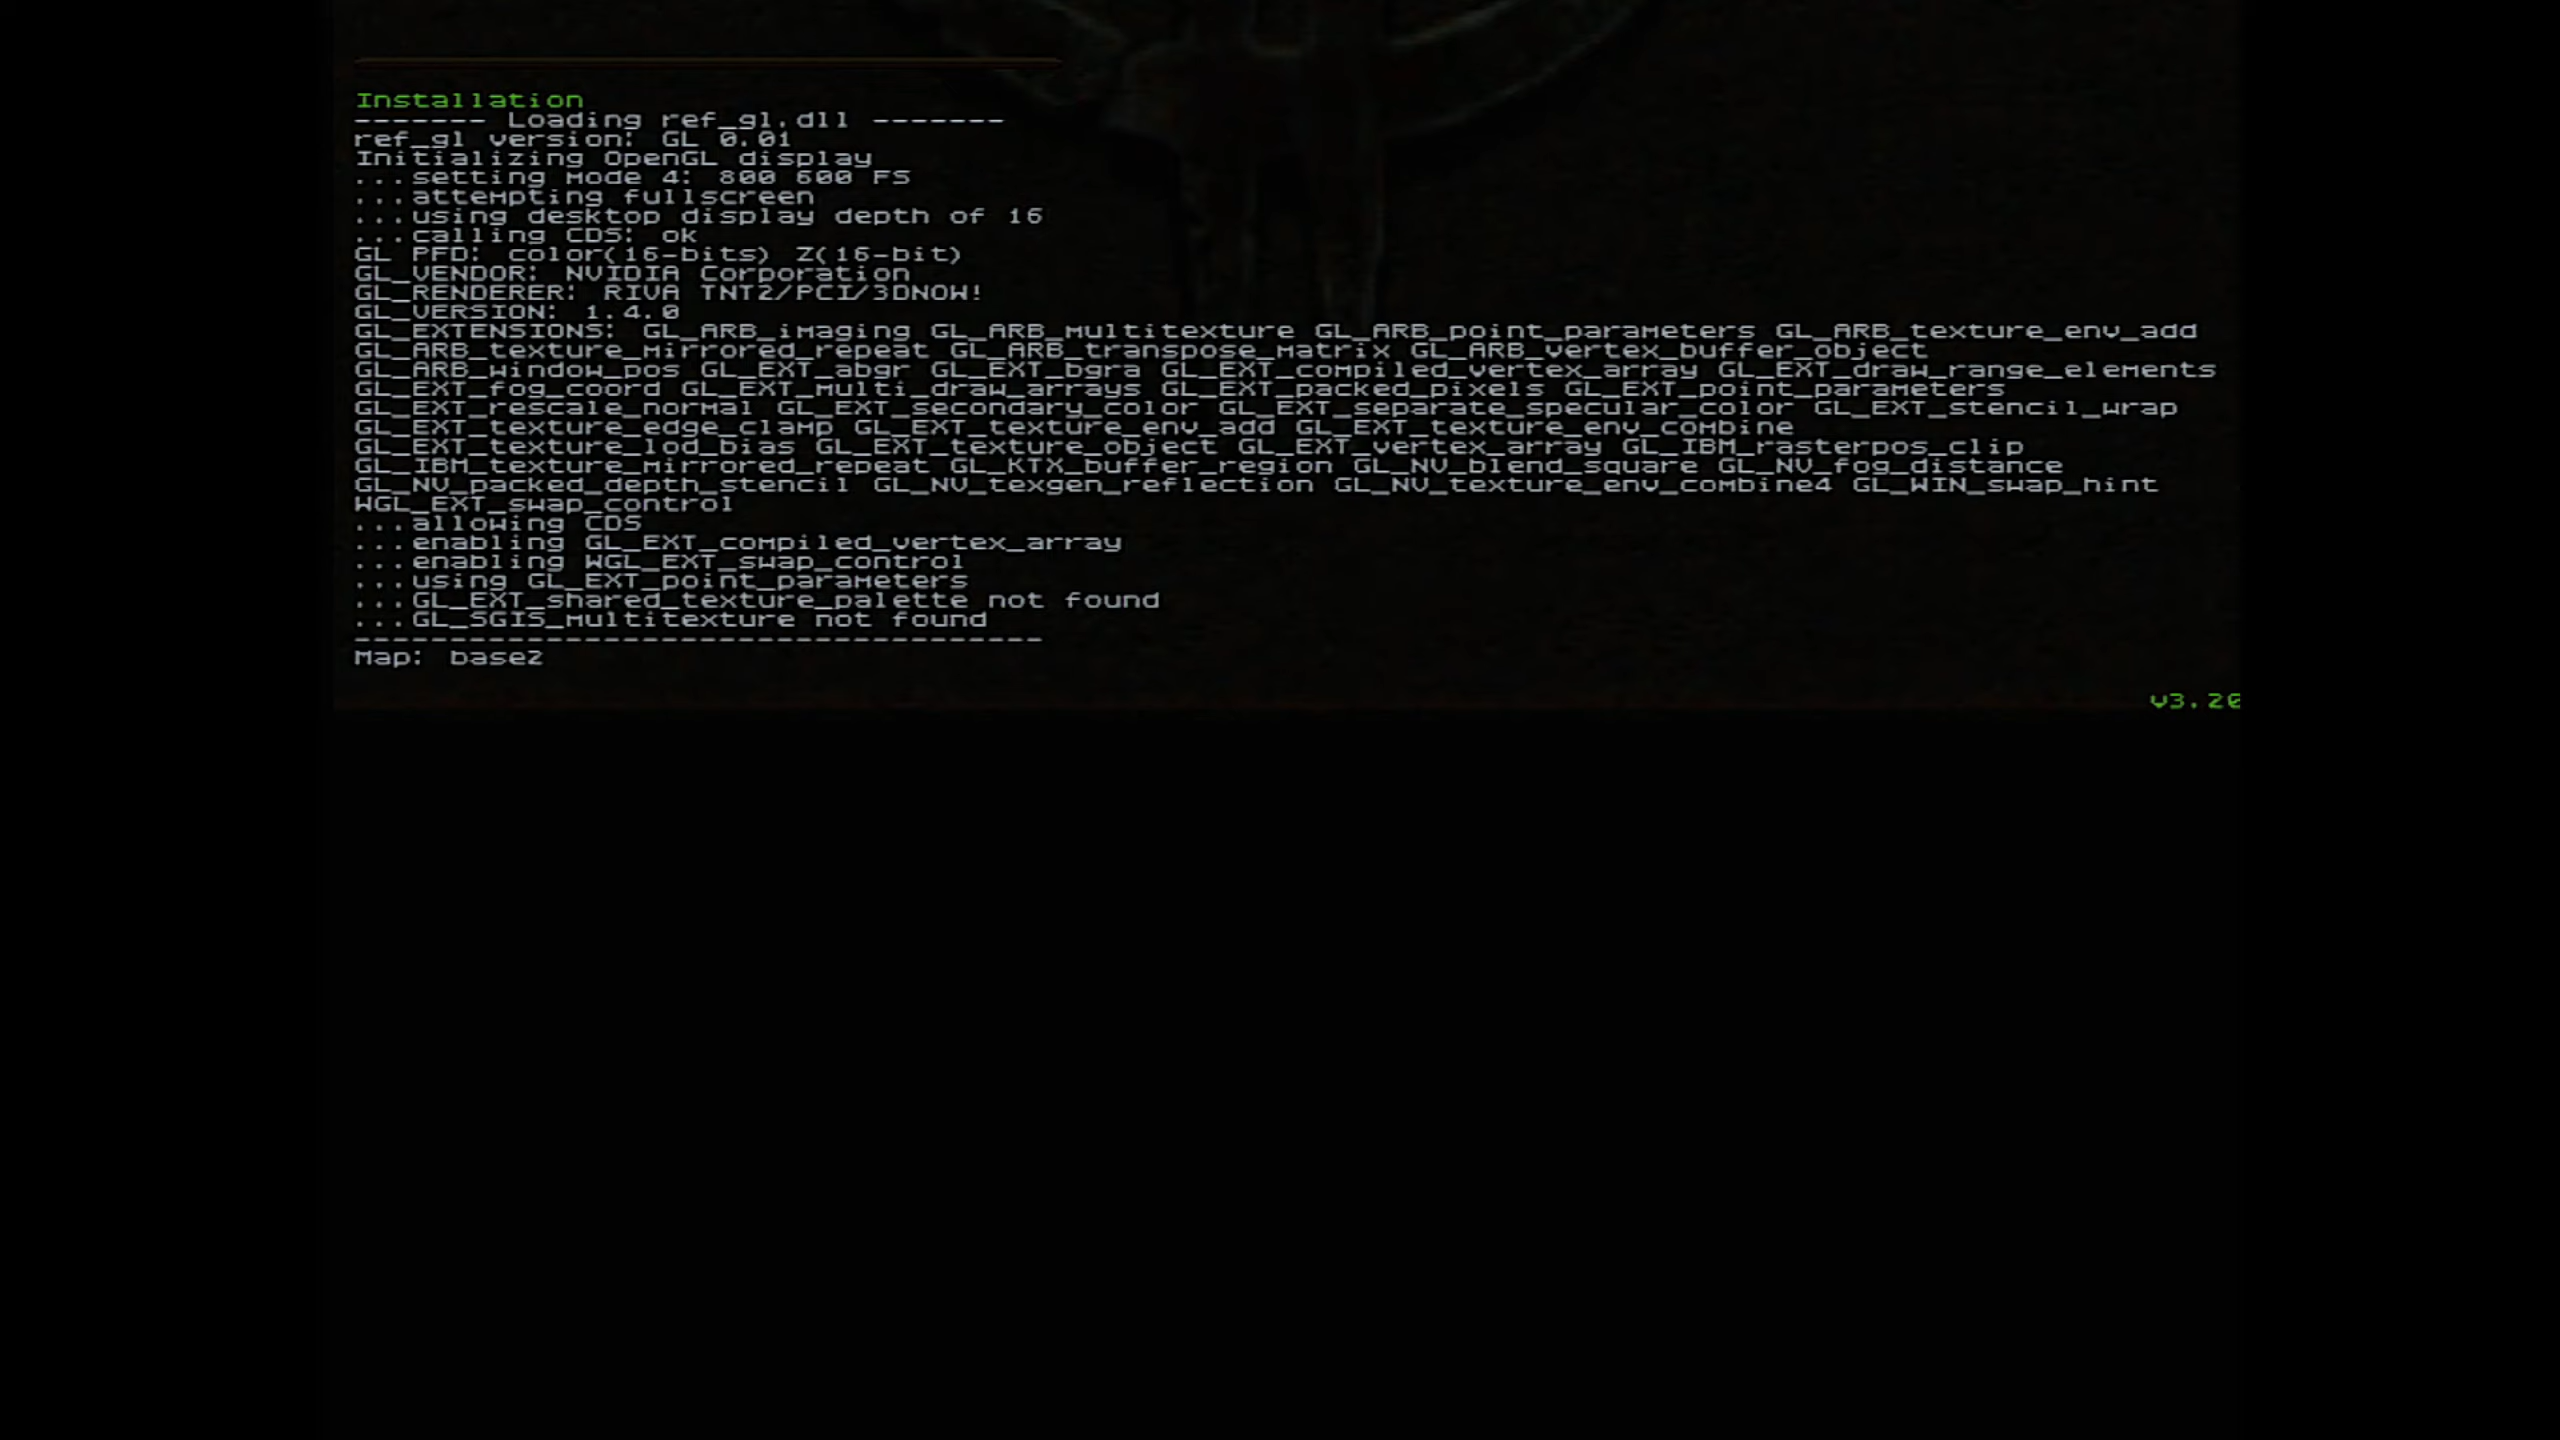 Installation
------- Loading ref_gl.dll -------
ref_gl version: GL 0.01
Initializing OpenGL display
...setting mode 4: 800 600 FS
...attempting fullscreen
...using desktop display depth of 16
...calling CDS: ok
GL PFD: color(16-bits) Z(16-bit)
GL_VENDOR: NVIDIA Corporation
GL_RENDERER: RIVA TNT2/PCI/3DNOW!
GL_VERSION: 1.4.0
GL_EXTENSIONS: GL_ARB_imaging GL_ARB_multitexture GL_ARB_point_parameters GL_ARB_texture_env_add
GL_ARB_texture_mirrored_repeat GL_ARB_transpose_matrix GL_ARB_vertex_buffer_object
GL_ARB_window_pos GL_EXT_abgr GL_EXT_bgra GL_EXT_compiled_vertex_array GL_EXT_draw_range_elements
GL_EXT_fog_coord GL_EXT_multi_draw_arrays GL_EXT_packed_pixels GL_EXT_point_parameters
GL_EXT_rescale_normal GL_EXT_secondary_color GL_EXT_separate_specular_color GL_EXT_stencil_wrap
GL_EXT_texture_edge_clamp GL_EXT_texture_env_add GL_EXT_texture_env_combine
GL_EXT_texture_lod_bias GL_EXT_texture_object GL_EXT_vertex_array GL_IBM_rasterpos_clip
GL_IBM_texture_mirrored_repeat GL_KTX_buffer_region GL_NV_blend_square GL_NV_fog_distance
GL_NV_packed_depth_stencil GL_NV_texgen_reflection GL_NV_texture_env_combine4 GL_WIN_swap_hint
WGL_EXT_swap_control
...allowing CDS
...enabling GL_EXT_compiled_vertex_array
...enabling WGL_EXT_swap_control
...using GL_EXT_point_parameters
...GL_EXT_shared_texture_palette not found
...GL_SGIS_multitexture not found
------------------------------------
Map: base2
v3.20